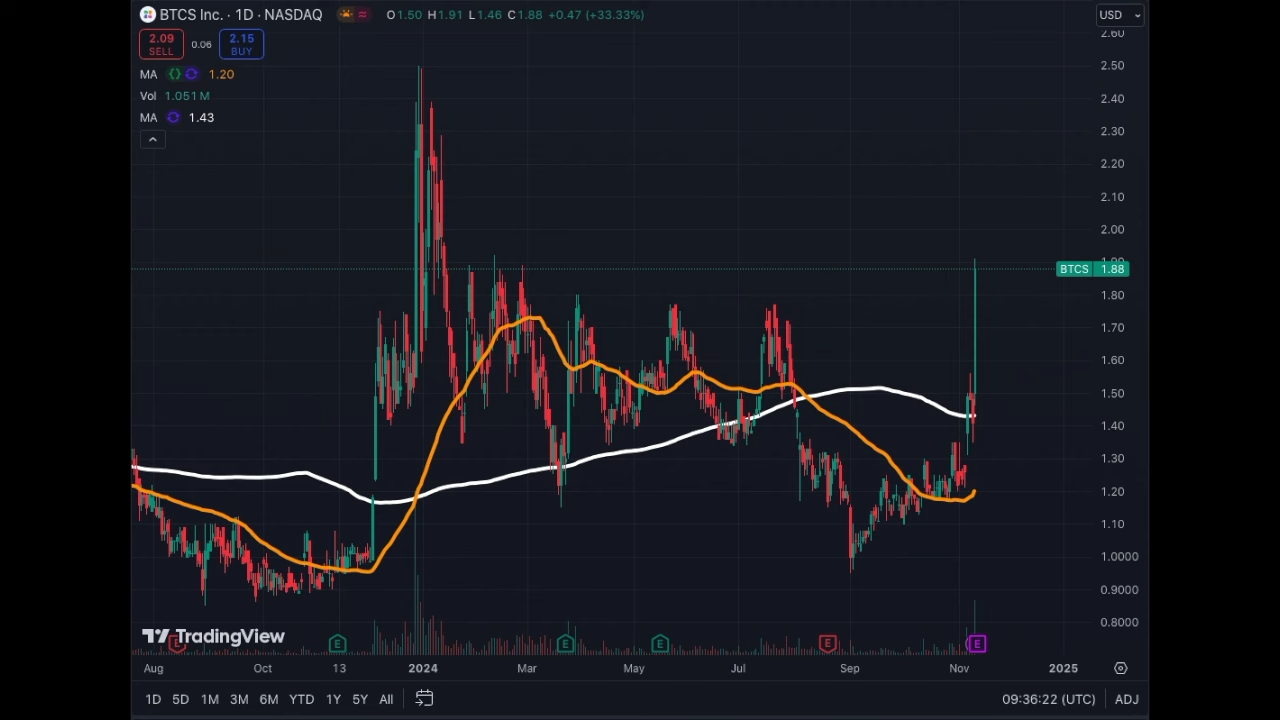 BTCS Inc. · 1D · NASDAQ O1.50 H1.91 L1.46 C1.88 +0.47 (+33.33%) USD
2.09 SELL 0.06 2.15 BUY
MA 1.20
Vol 1.051 M
MA 1.43
2.60
2.50
2.40
2.30
2.20
2.10
2.00
1.90
BTCS 1.88
1.80
1.70
1.60
1.50
1.40
1.30
1.20
1.10
1.0000
0.9000
0.8000
TradingView
E E E E E E
Aug Oct 13 2024 Mar May Jul Sep Nov 2025
1D 5D 1M 3M 6M YTD 1Y 5Y All 09:36:22 (UTC) ADJ